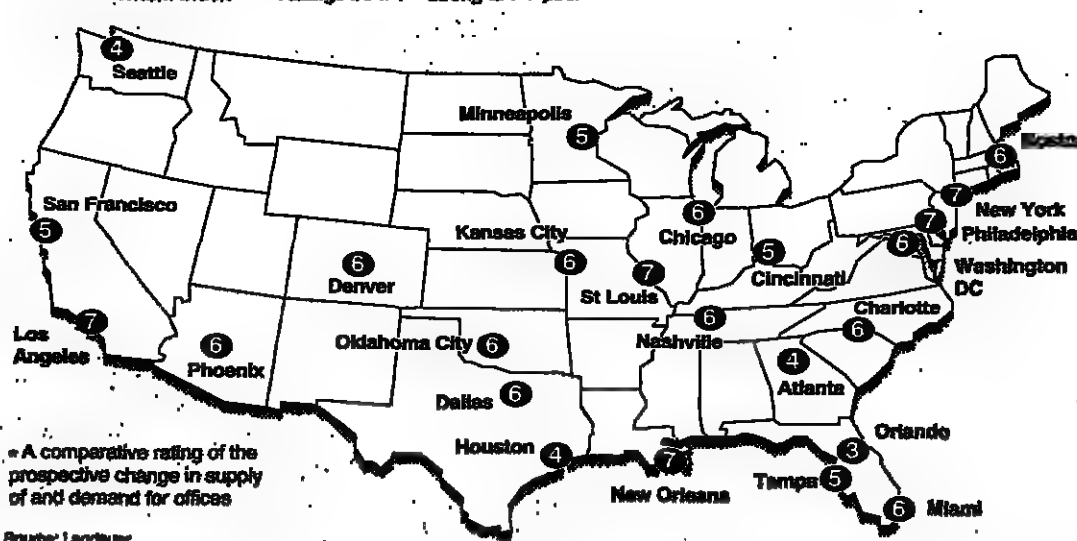 4
Seattle
Minneapolis
5
6
7
New York
7
Philadelphia
6
Washington
DC
San Francisco
5
Kansas City
6
6
Chicago
5
Cincinnati
6
Denver
7
St Louis
Charlotte
6
Los
Angeles
7
6
Phoenix
Oklahoma City
6
6
Nashville
4
Atlanta
Dallas
6
Houston
4
7
New Orleans
Orlando
3
Tampa
5
6
Miami
* A comparative rating of the
prospective change in supply
of and demand for offices
Source: Landauer